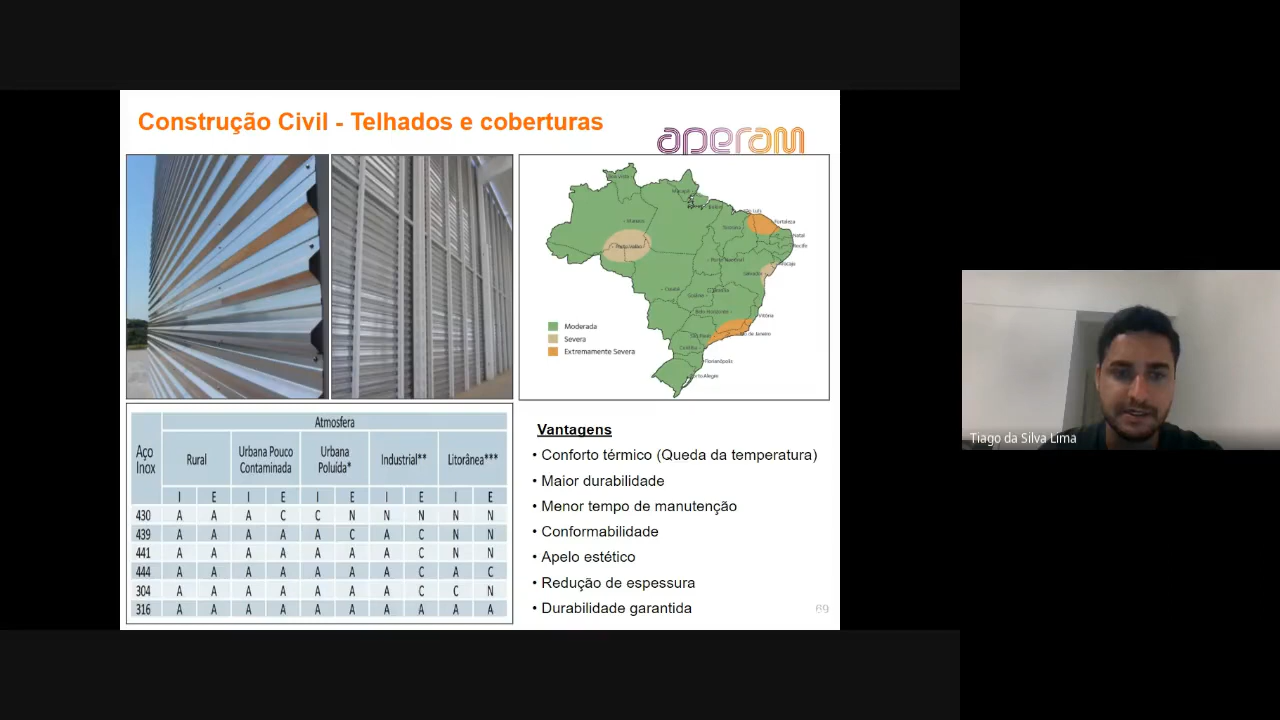 Construção Civil - Telhados e coberturas
aperam
Manaus
Fortaleza
Natal
Recife
Salvador
Vitória
Florianópolis
Porto Alegre
Moderada
Severa
Extremamente Severa
Aço Inox
Atmosfera
Rural
Urbana Pouco Contaminada
Urbana Poluída*
Industrial**
Litorânea***
I E I E I E I E I E
430 A A A C C N N N N N
439 A A A A A C A C N N
441 A A A A A A A C N N
444 A A A A A A A C A C
304 A A A A A A A C C N
316 A A A A A A A A A A
Vantagens
• Conforto térmico (Queda da temperatura)
• Maior durabilidade
• Menor tempo de manutenção
• Conformabilidade
• Apelo estético
• Redução de espessura
• Durabilidade garantida
69
Tiago da Silva Lima